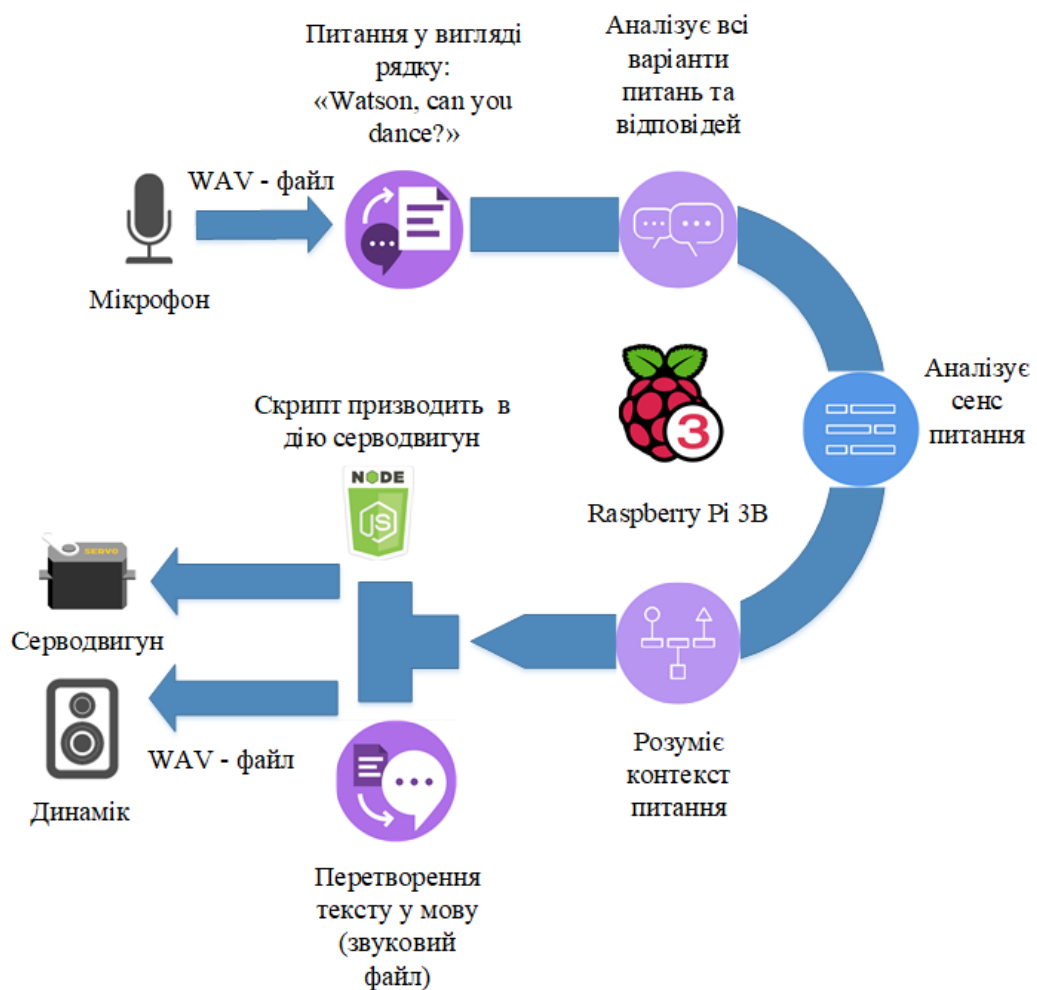 Питання у вигляді
рядку:
«Watson, can you
dance?»
Аналізує всі
варіанти
питань та
відповідей
WAV - файл
Мікрофон
Аналізує
сенс
питання
3
Raspberry Pi 3B
Скрипт призводить в
дію серводвигун
NODE
JS
SERVO
Серводвигун
WAV - файл
Динамік
Розуміє
контекст
питання
Перетворення
тексту у мову
(звуковий
файл)